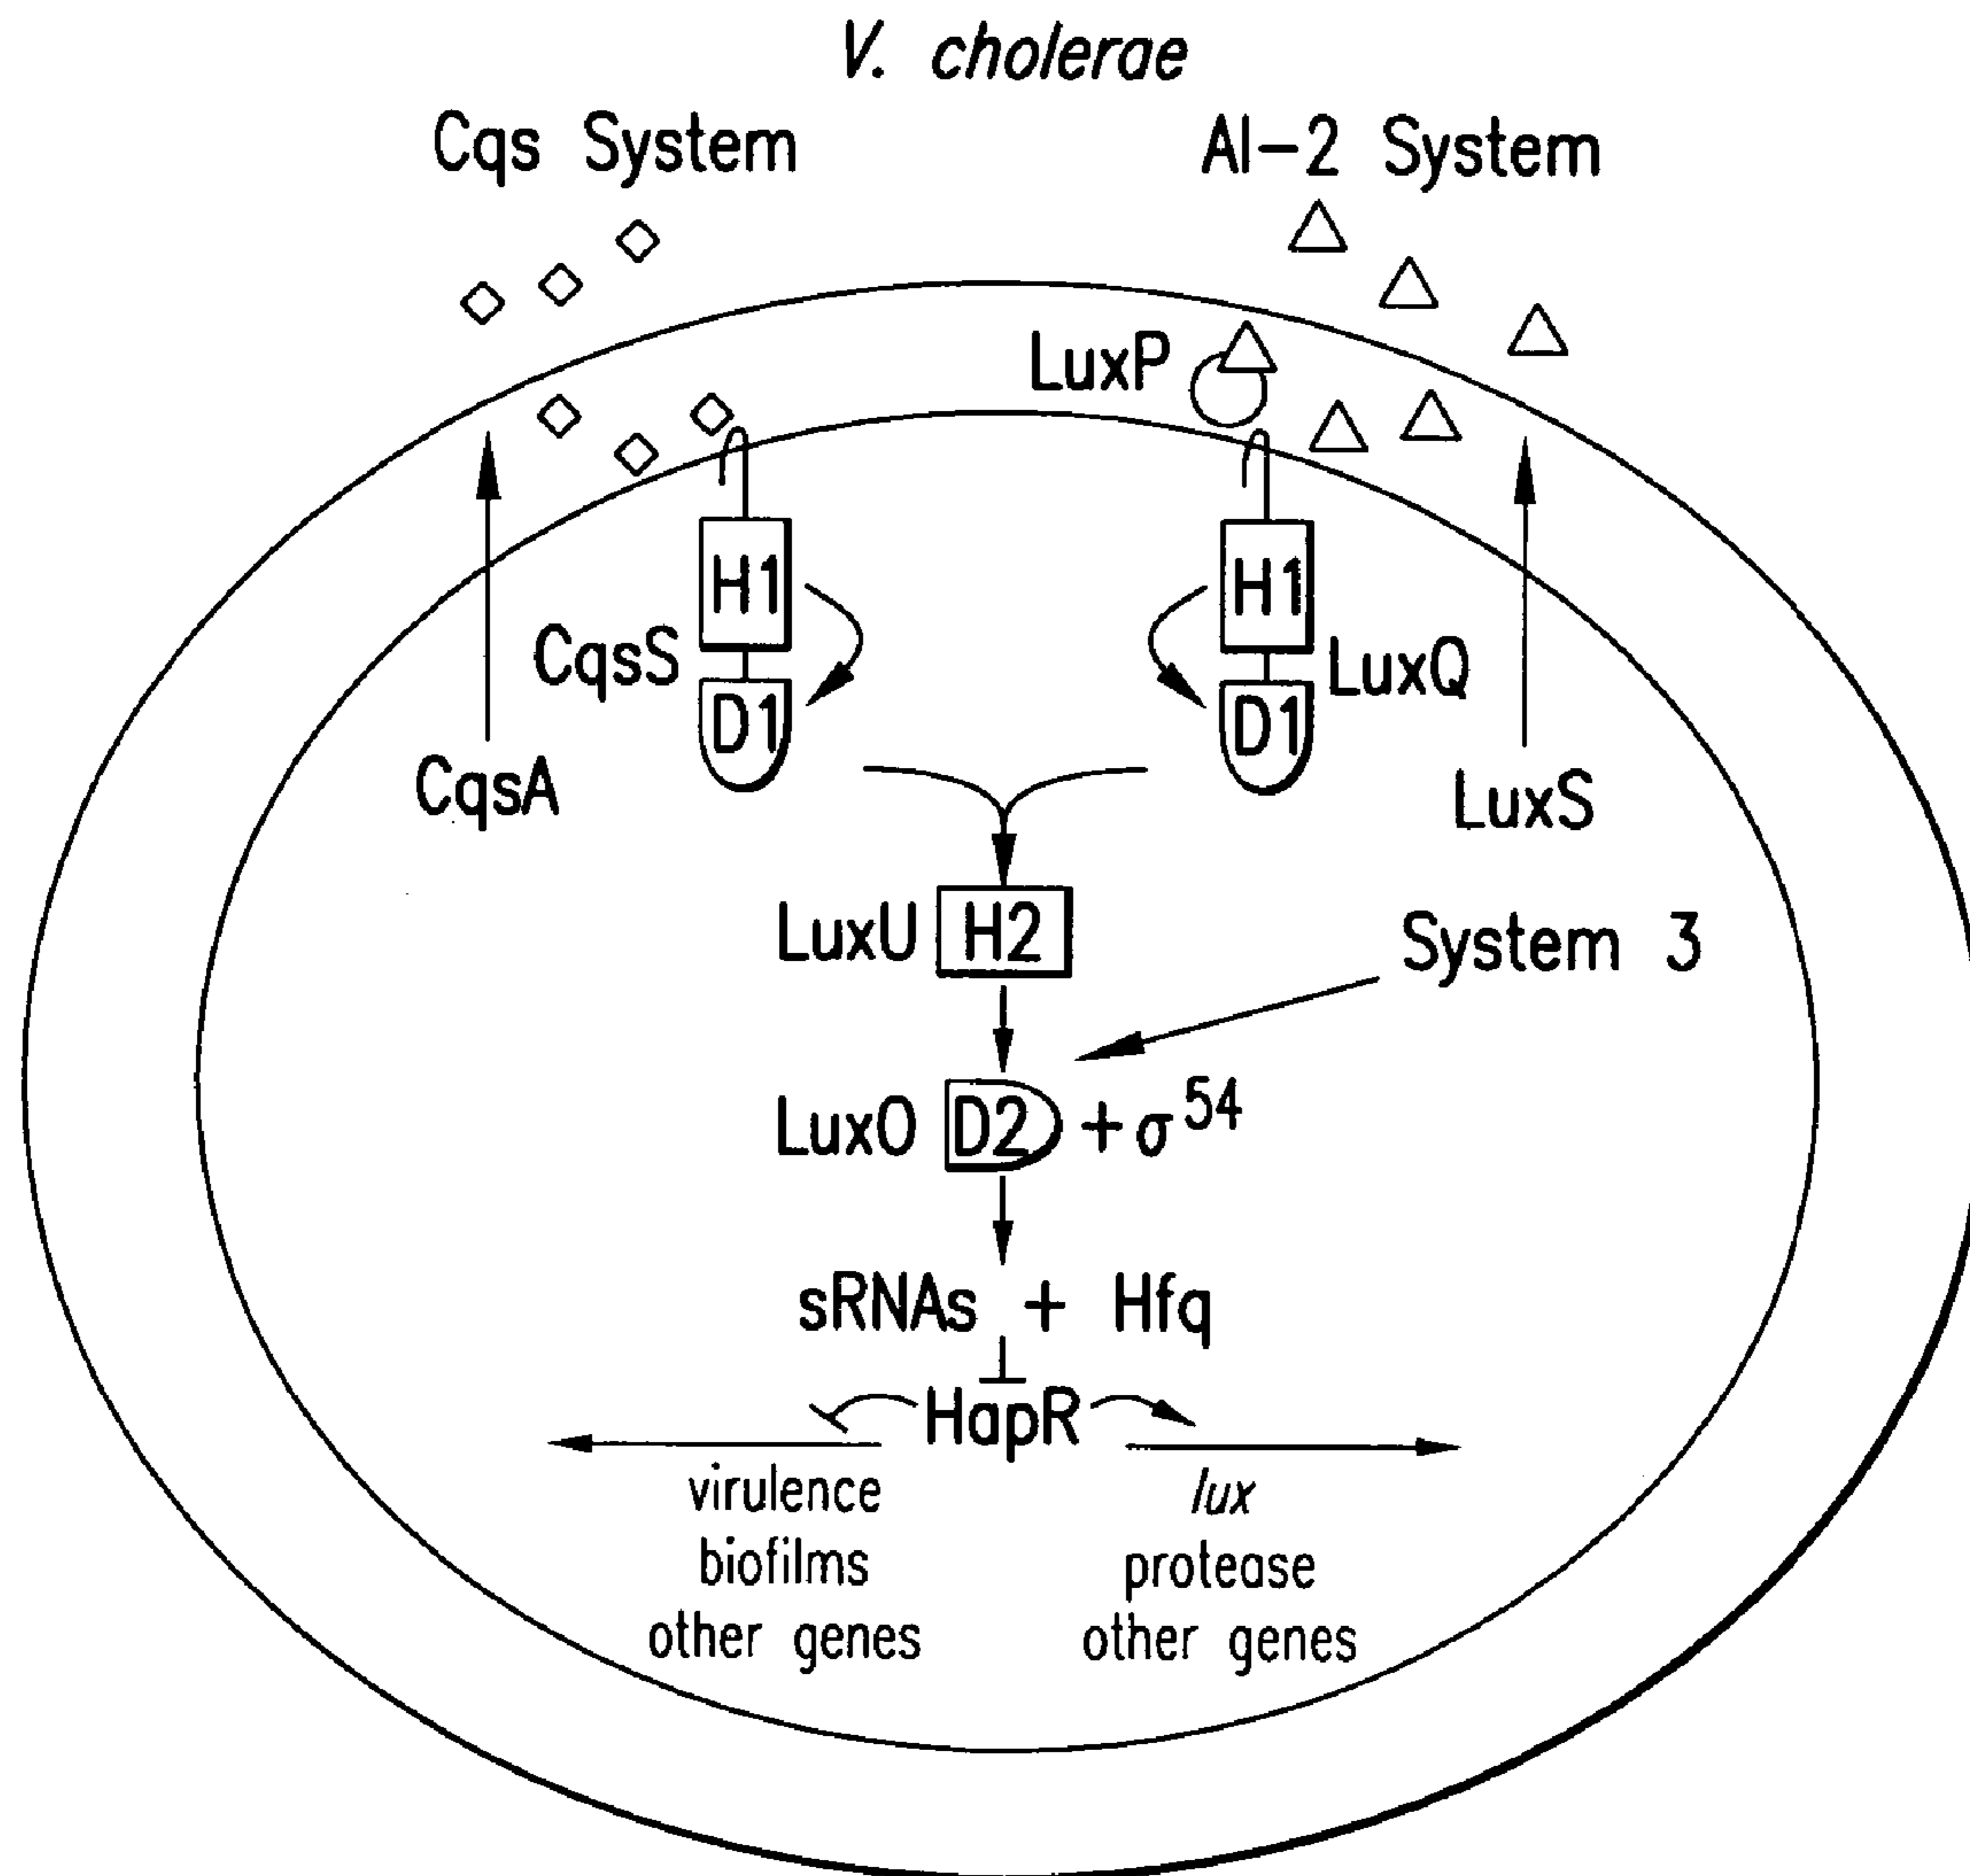 V. cholerae
Cqs System
AI-2 System
LuxP
H1
H1
CqsS
LuxQ
D1
D1
CqsA
LuxS
LuxU H2
System 3
LuxO D2 + σ54
sRNAs + Hfq
HapR
virulence
biofilms
other genes
lux
protease
other genes